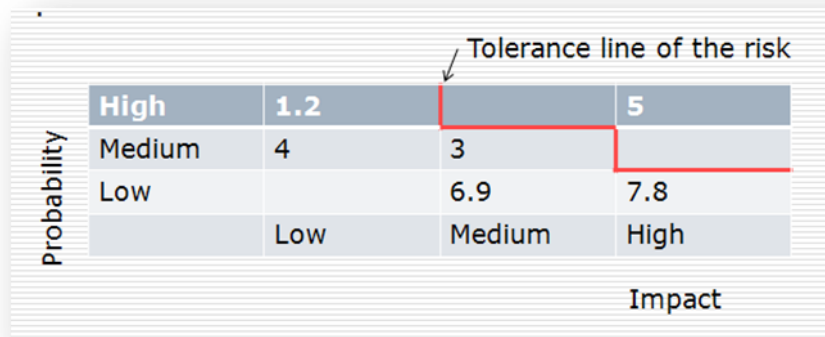 Tolerance line of the risk
Probability
High 1.2 5
Medium 4 3
Low 6.9 7.8
Low Medium High
Impact